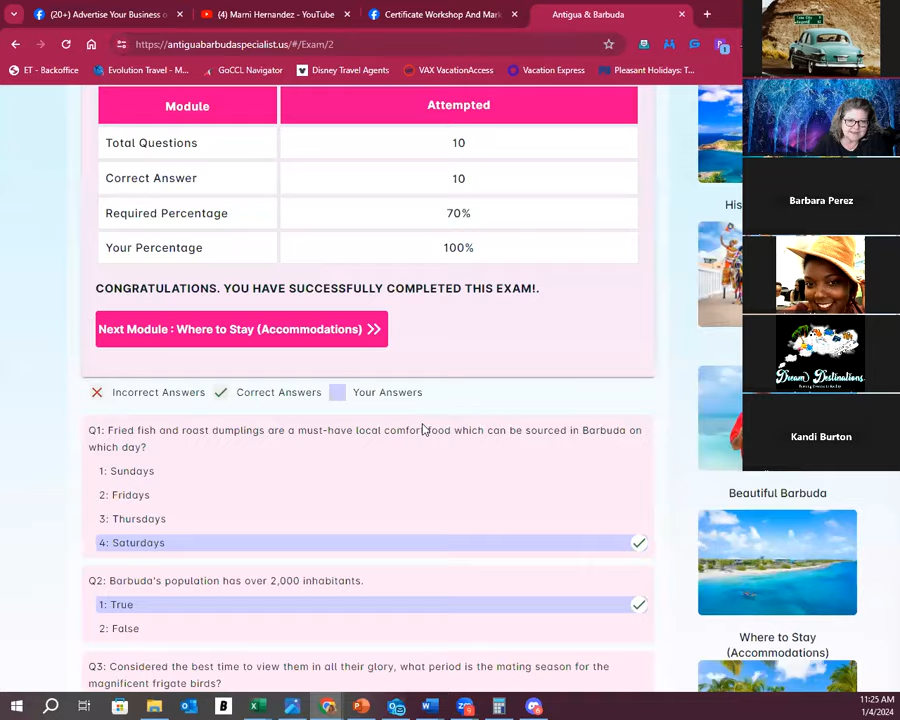 (20+) Advertise Your Business o
(4) Marni Hernandez - YouTube
Certificate Workshop And Mark
Antigua & Barbuda
https://antiguabarbudaspecialist.us/#/Exam/2
ET - Backoffice
Evolution Travel - M...
GoCCL Navigator
Disney Travel Agents
VAX VacationAccess
Vacation Express
Pleasant Holidays: T...
Module
Attempted
Total Questions
10
Correct Answer
10
Required Percentage
70%
Your Percentage
100%
CONGRATULATIONS. YOU HAVE SUCCESSFULLY COMPLETED THIS EXAM!.
Next Module : Where to Stay (Accommodations) >>
Incorrect Answers
Correct Answers
Your Answers
Q1: Fried fish and roast dumplings are a must-have local comfort food which can be sourced in Barbuda on
which day?
1: Sundays
2: Fridays
3: Thursdays
4: Saturdays
Q2: Barbuda's population has over 2,000 inhabitants.
1: True
2: False
Q3: Considered the best time to view them in all their glory, what period is the mating season for the
magnificent frigate birds?
His
Beautiful Barbuda
Where to Stay
(Accommodations)
Barbara Perez
Dream Destinations
Kandi Burton
11:25 AM
1/4/2024